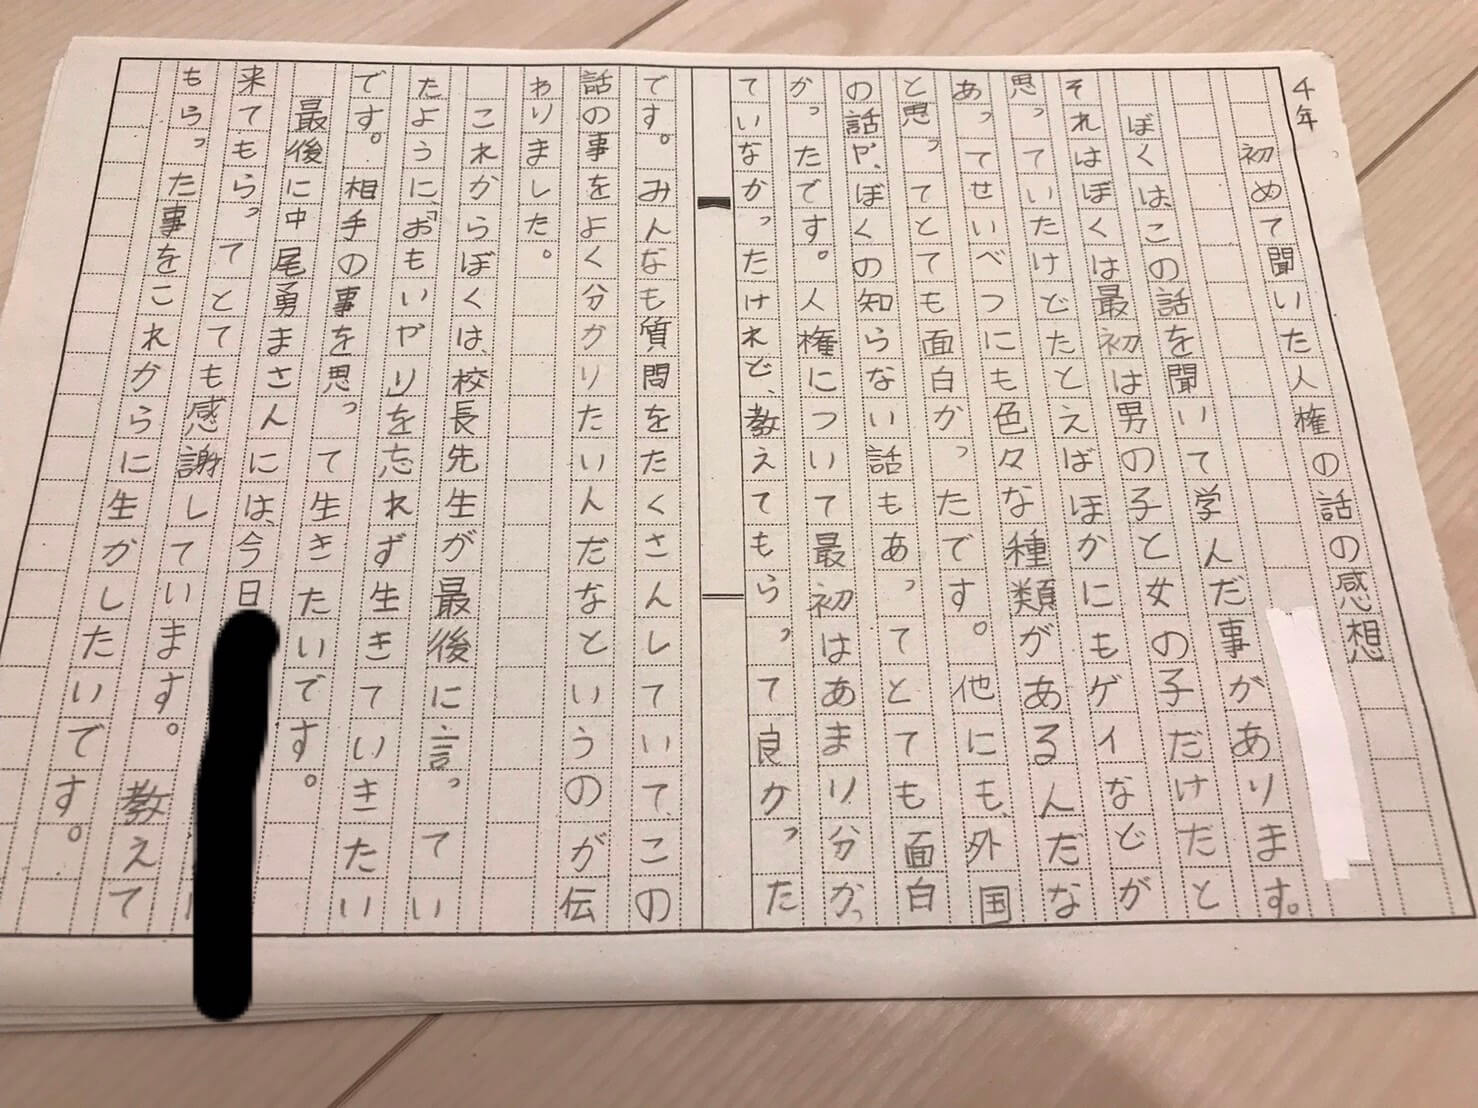 4年
初めて聞いた人権の話の感想
ぼくは、この話を聞いて学んだ事があります。
それはぼくは最初は男の子と女の子だけだと
思っていたけどたとえばほかにもゲイなどが
あってせいべつにも色々な種類があるんだな
と思ってとても面白かったです。他にも、外国
の話や、ぼくの知らない話もあってとても面白
かったです。人権について最初はあまり分かっ
ていなかったけれど、教えてもらって良かった
です。みんなも質問をたくさんしていて、この
話の事をよく分かりたいんだなというのが伝
わりました。
これからぼくは、校長先生が最後に言ってい
たように、「おもいやり」を忘れず生きていきたい
です。相手の事を思って生きたいです。
最後に中尾勇まさんには、今日
来てもらってとても感謝しています。教えて
もらった事をこれからに生かしたいです。